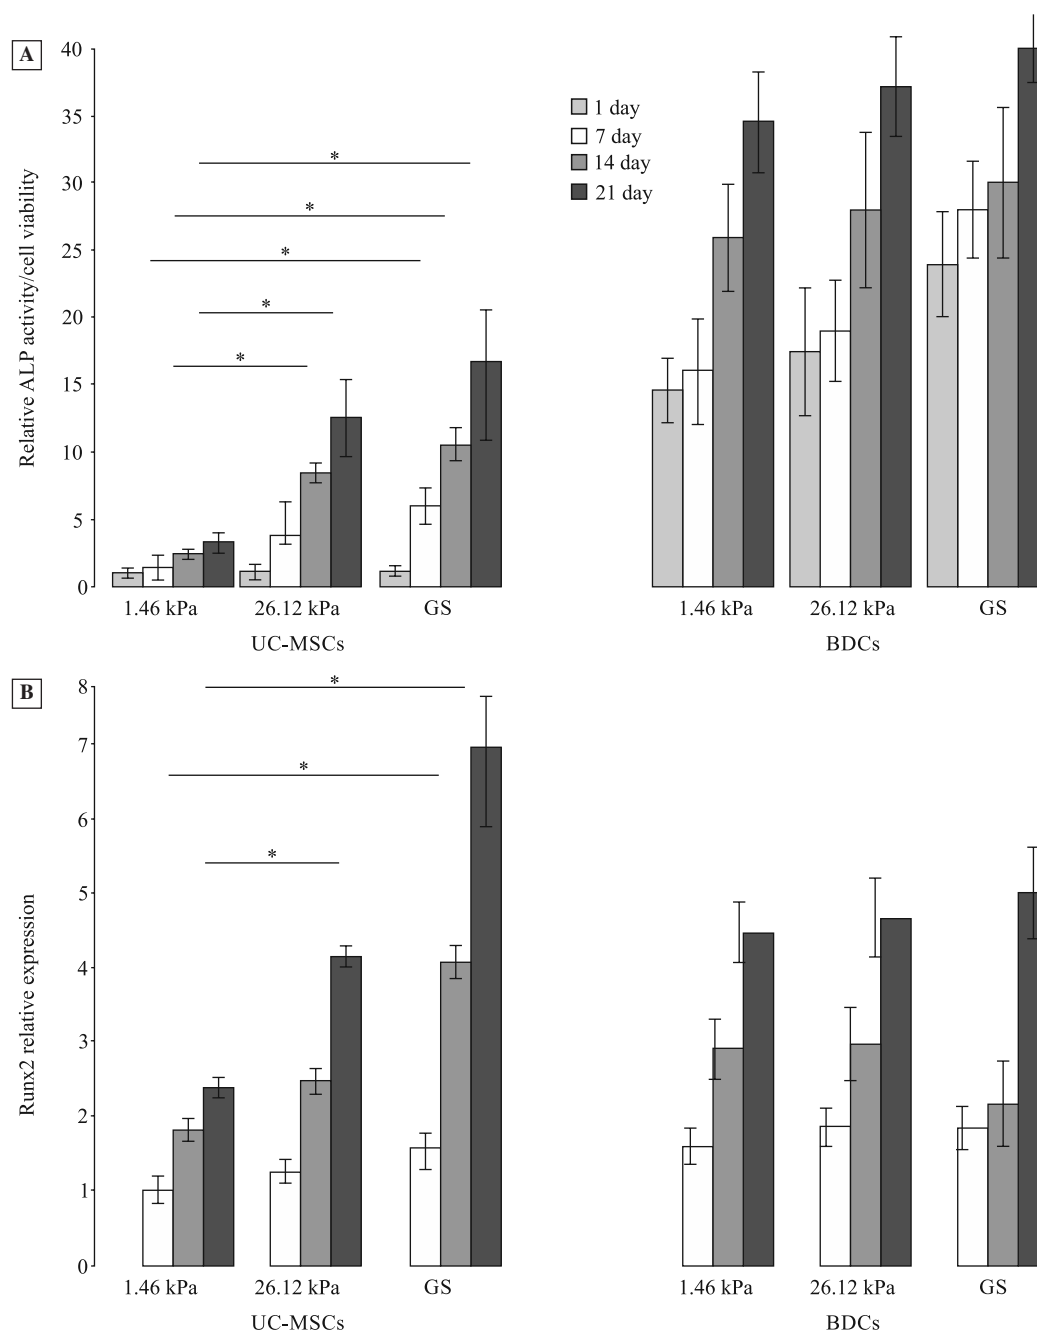 A
Relative ALP activity/cell viability
40
35
30
25
20
15
10
5
0
*
*
*
*
*
1 day
7 day
14 day
21 day
1.46 kPa 26.12 kPa GS
UC-MSCs
1.46 kPa 26.12 kPa GS
BDCs
B
Runx2 relative expression
8
7
6
5
4
3
2
1
0
*
*
*
1.46 kPa 26.12 kPa GS
UC-MSCs
1.46 kPa 26.12 kPa GS
BDCs